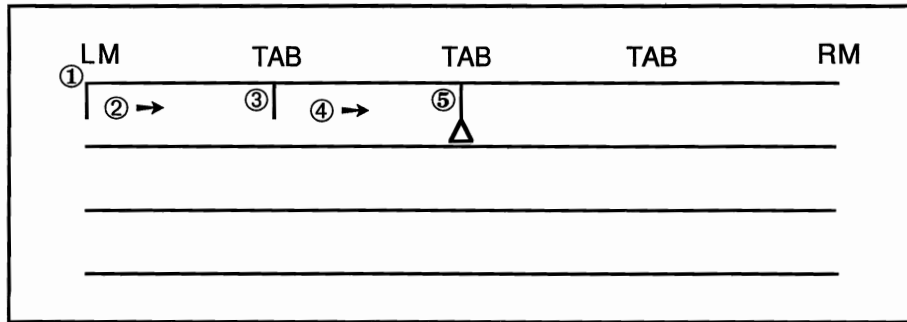 LM TAB TAB TAB RM
①
② → ③ ④ → ⑤